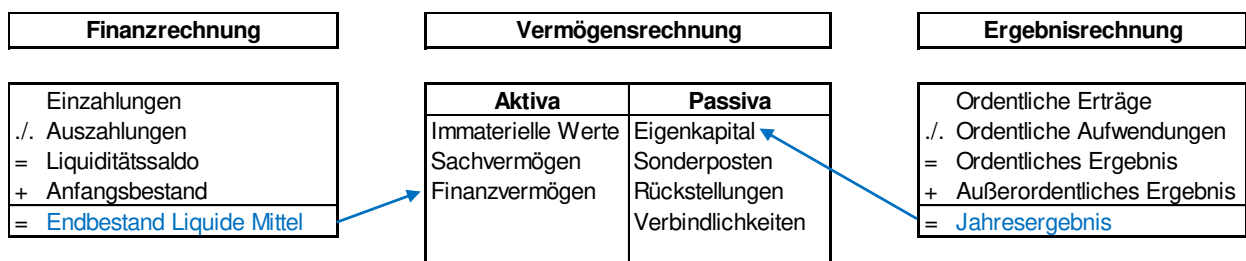 Finanzrechnung
Vermögensrechnung
Ergebnisrechnung
Einzahlungen
./. Auszahlungen
= Liquiditätssaldo
+ Anfangsbestand
= Endbestand Liquide Mittel
Aktiva Passiva
Immaterielle Werte Eigenkapital
Sachvermögen Sonderposten
Finanzvermögen Rückstellungen
Verbindlichkeiten
Ordentliche Erträge
./. Ordentliche Aufwendungen
= Ordentliches Ergebnis
+ Außerordentliches Ergebnis
= Jahresergebnis